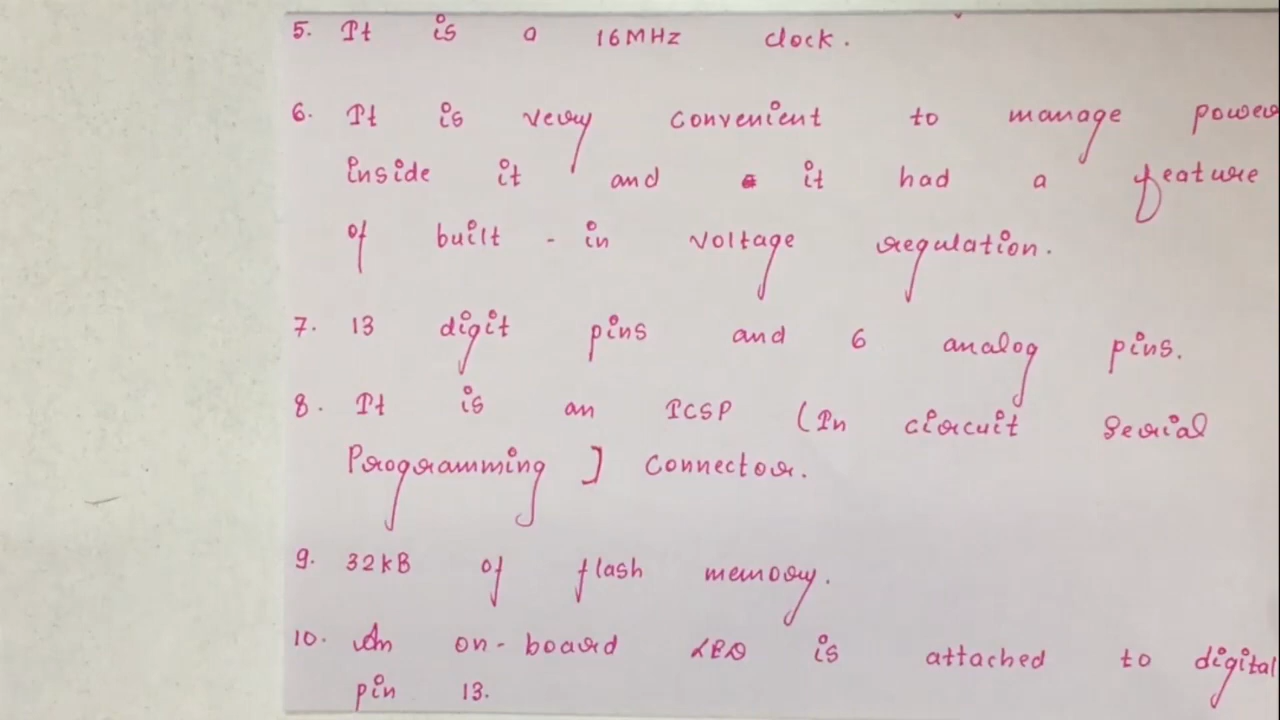 5. It is a 16MHz clock.
6. It is very convenient to manage power
inside it and it had a feature
of built - in voltage regulation.
7. 13 digit pins and 6 analog pins.
8. It is an ICSP (In circuit Serial
Programming ] connector.
9. 32kB of flash memory.
10. An on-board LED is attached to digital
pin 13.